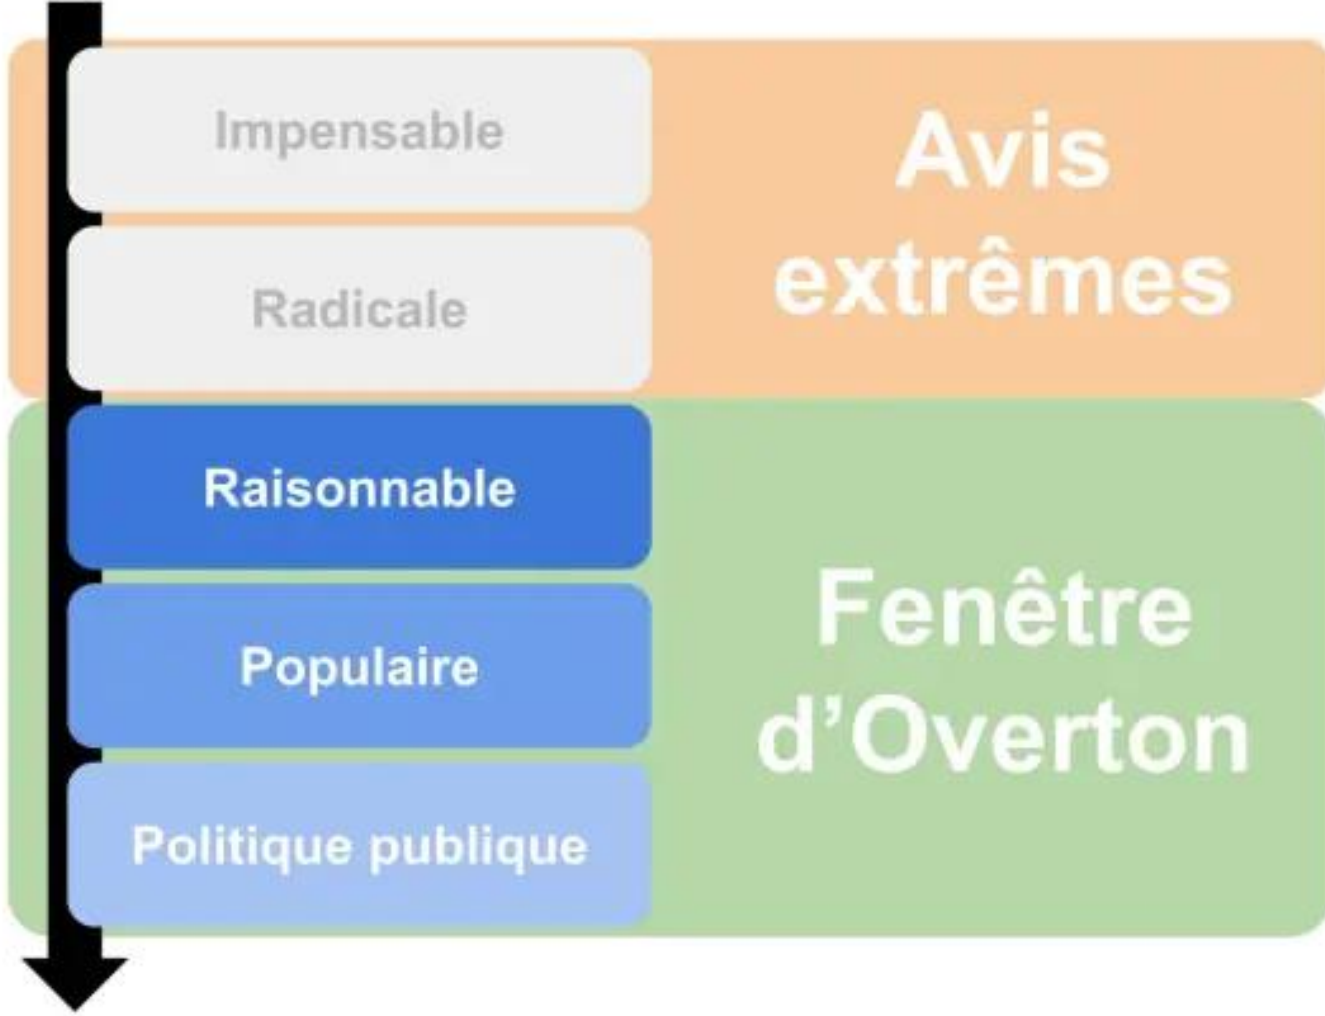 Impensable
Avis
extrêmes
Radicale
Raisonnable
Populaire
Fenêtre
d’Overton
Politique publique